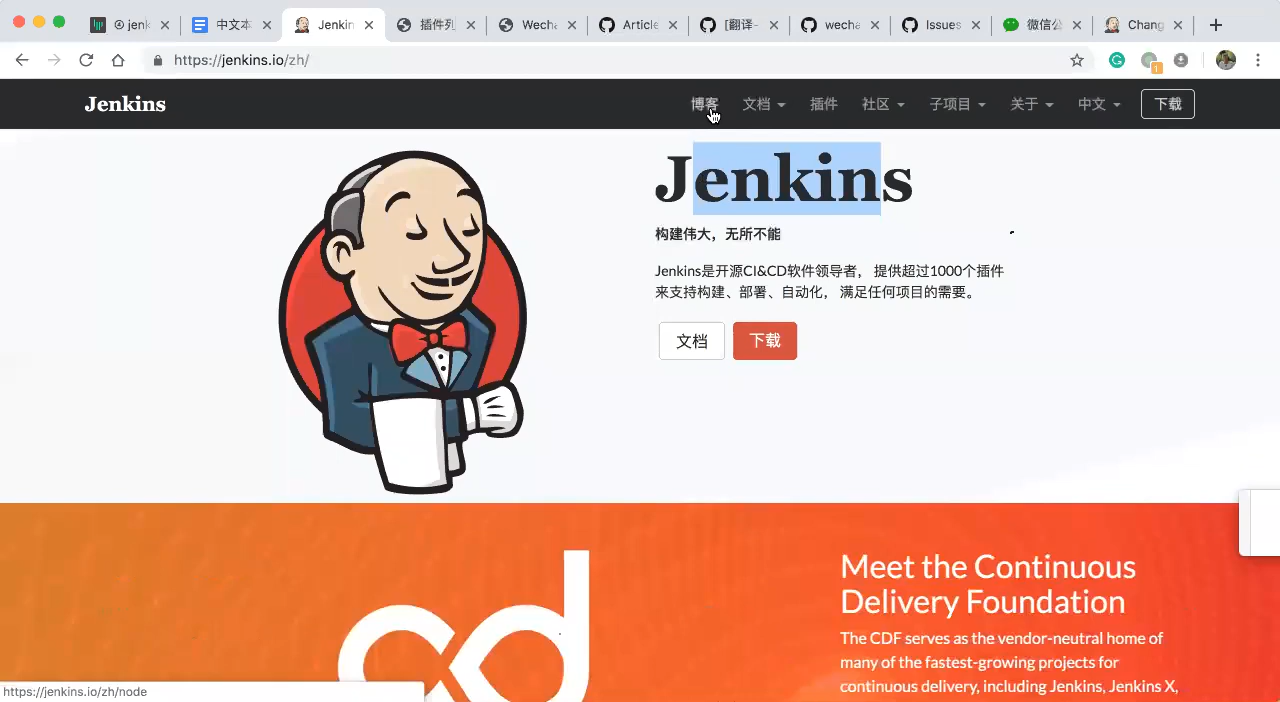 jenk
中文本
Jenkin
插件列
Wecha
Article
[翻译-
wecha
Issues
微信公
Chang
https://jenkins.io/zh/
1
Jenkins
博客
文档
插件
社区
子项目
关于
中文
下载
Jenkins
构建伟大，无所不能
Jenkins是开源CI&CD软件领导者， 提供超过1000个插件
来支持构建、部署、自动化， 满足任何项目的需要。
文档
下载
cd
Meet the Continuous
Delivery Foundation
The CDF serves as the vendor-neutral home of
many of the fastest-growing projects for
continuous delivery, including Jenkins, Jenkins X,
https://jenkins.io/zh/node